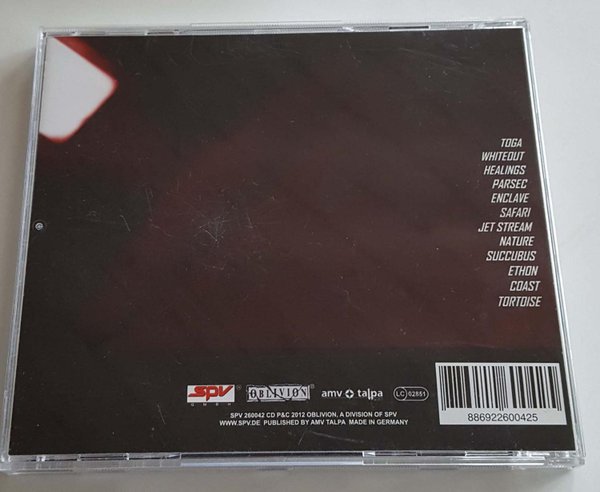 TOGA
WHITEOUT
HEALINGS
PARSEC
ENCLAVE
SAFARI
JET STREAM
NATURE
SUCCUBUS
ETHON
COAST
TORTOISE
SPV
GMBH
OBLIVION
amv talpa
LC 02851
SPV 260042 CD P&C 2012 OBLIVION, A DIVISION OF SPV
WWW.SPV.DE PUBLISHED BY AMV TALPA MADE IN GERMANY
886922600425